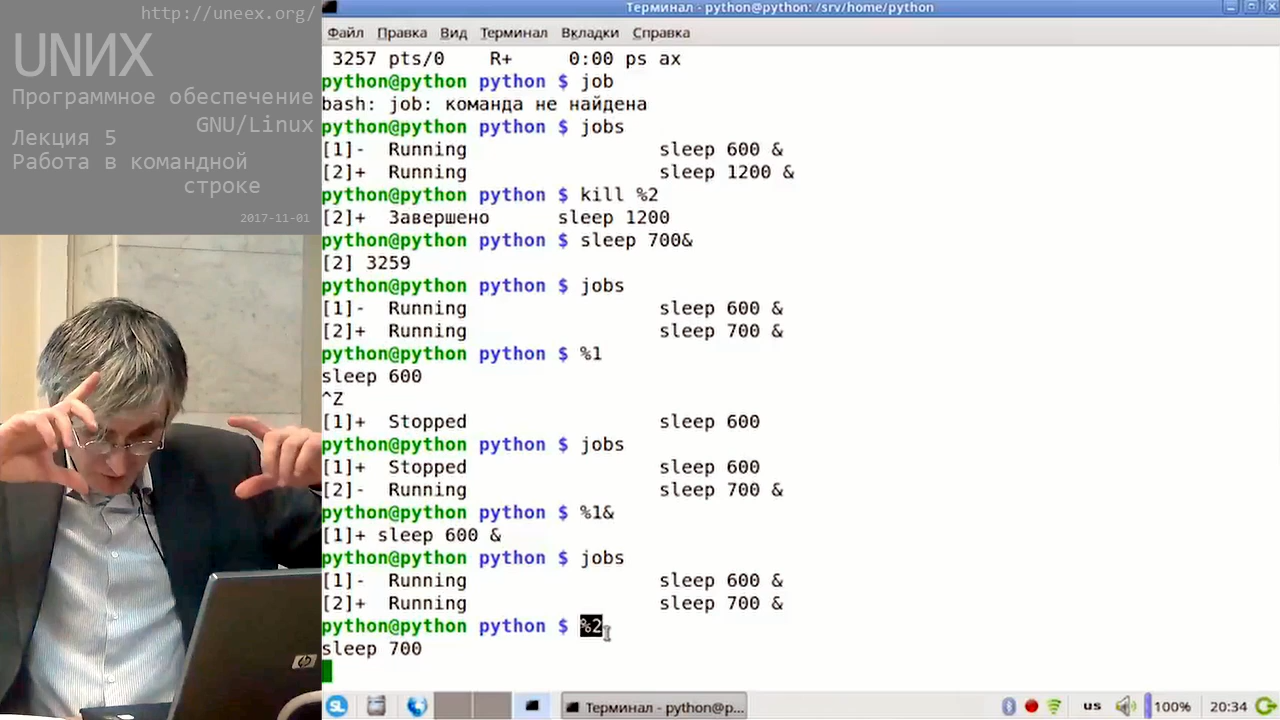 http://uneex.org/
UNИX
Программное обеспечение
GNU/Linux
Лекция 5
Работа в командной
строке
2017-11-01
Терминал - python@python: /srv/home/python
Файл Правка Вид Терминал Вкладки Справка
3257 pts/0 R+ 0:00 ps ax
python@python python $ job
bash: job: команда не найдена
python@python python $ jobs
[1]- Running sleep 600 &
[2]+ Running sleep 1200 &
python@python python $ kill %2
[2]+ Завершено sleep 1200
python@python python $ sleep 700&
[2] 3259
python@python python $ jobs
[1]- Running sleep 600 &
[2]+ Running sleep 700 &
python@python python $ %1
sleep 600
^Z
[1]+ Stopped sleep 600
python@python python $ jobs
[1]+ Stopped sleep 600
[2]- Running sleep 700 &
python@python python $ %1&
[1]+ sleep 600 &
python@python python $ jobs
[1]- Running sleep 600 &
[2]+ Running sleep 700 &
python@python python $ %2
sleep 700
SL Терминал - python@p... us 100% 20:34
hp